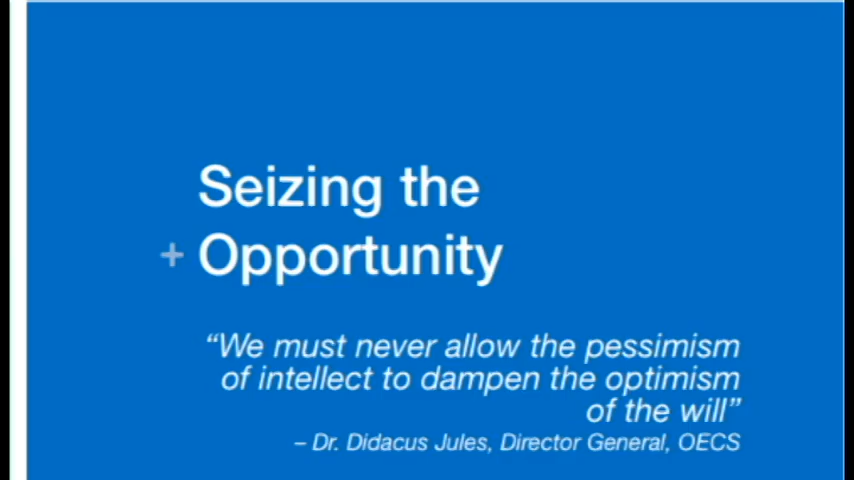 Seizing the
+ Opportunity
“We must never allow the pessimism
of intellect to dampen the optimism
of the will”
– Dr. Didacus Jules, Director General, OECS